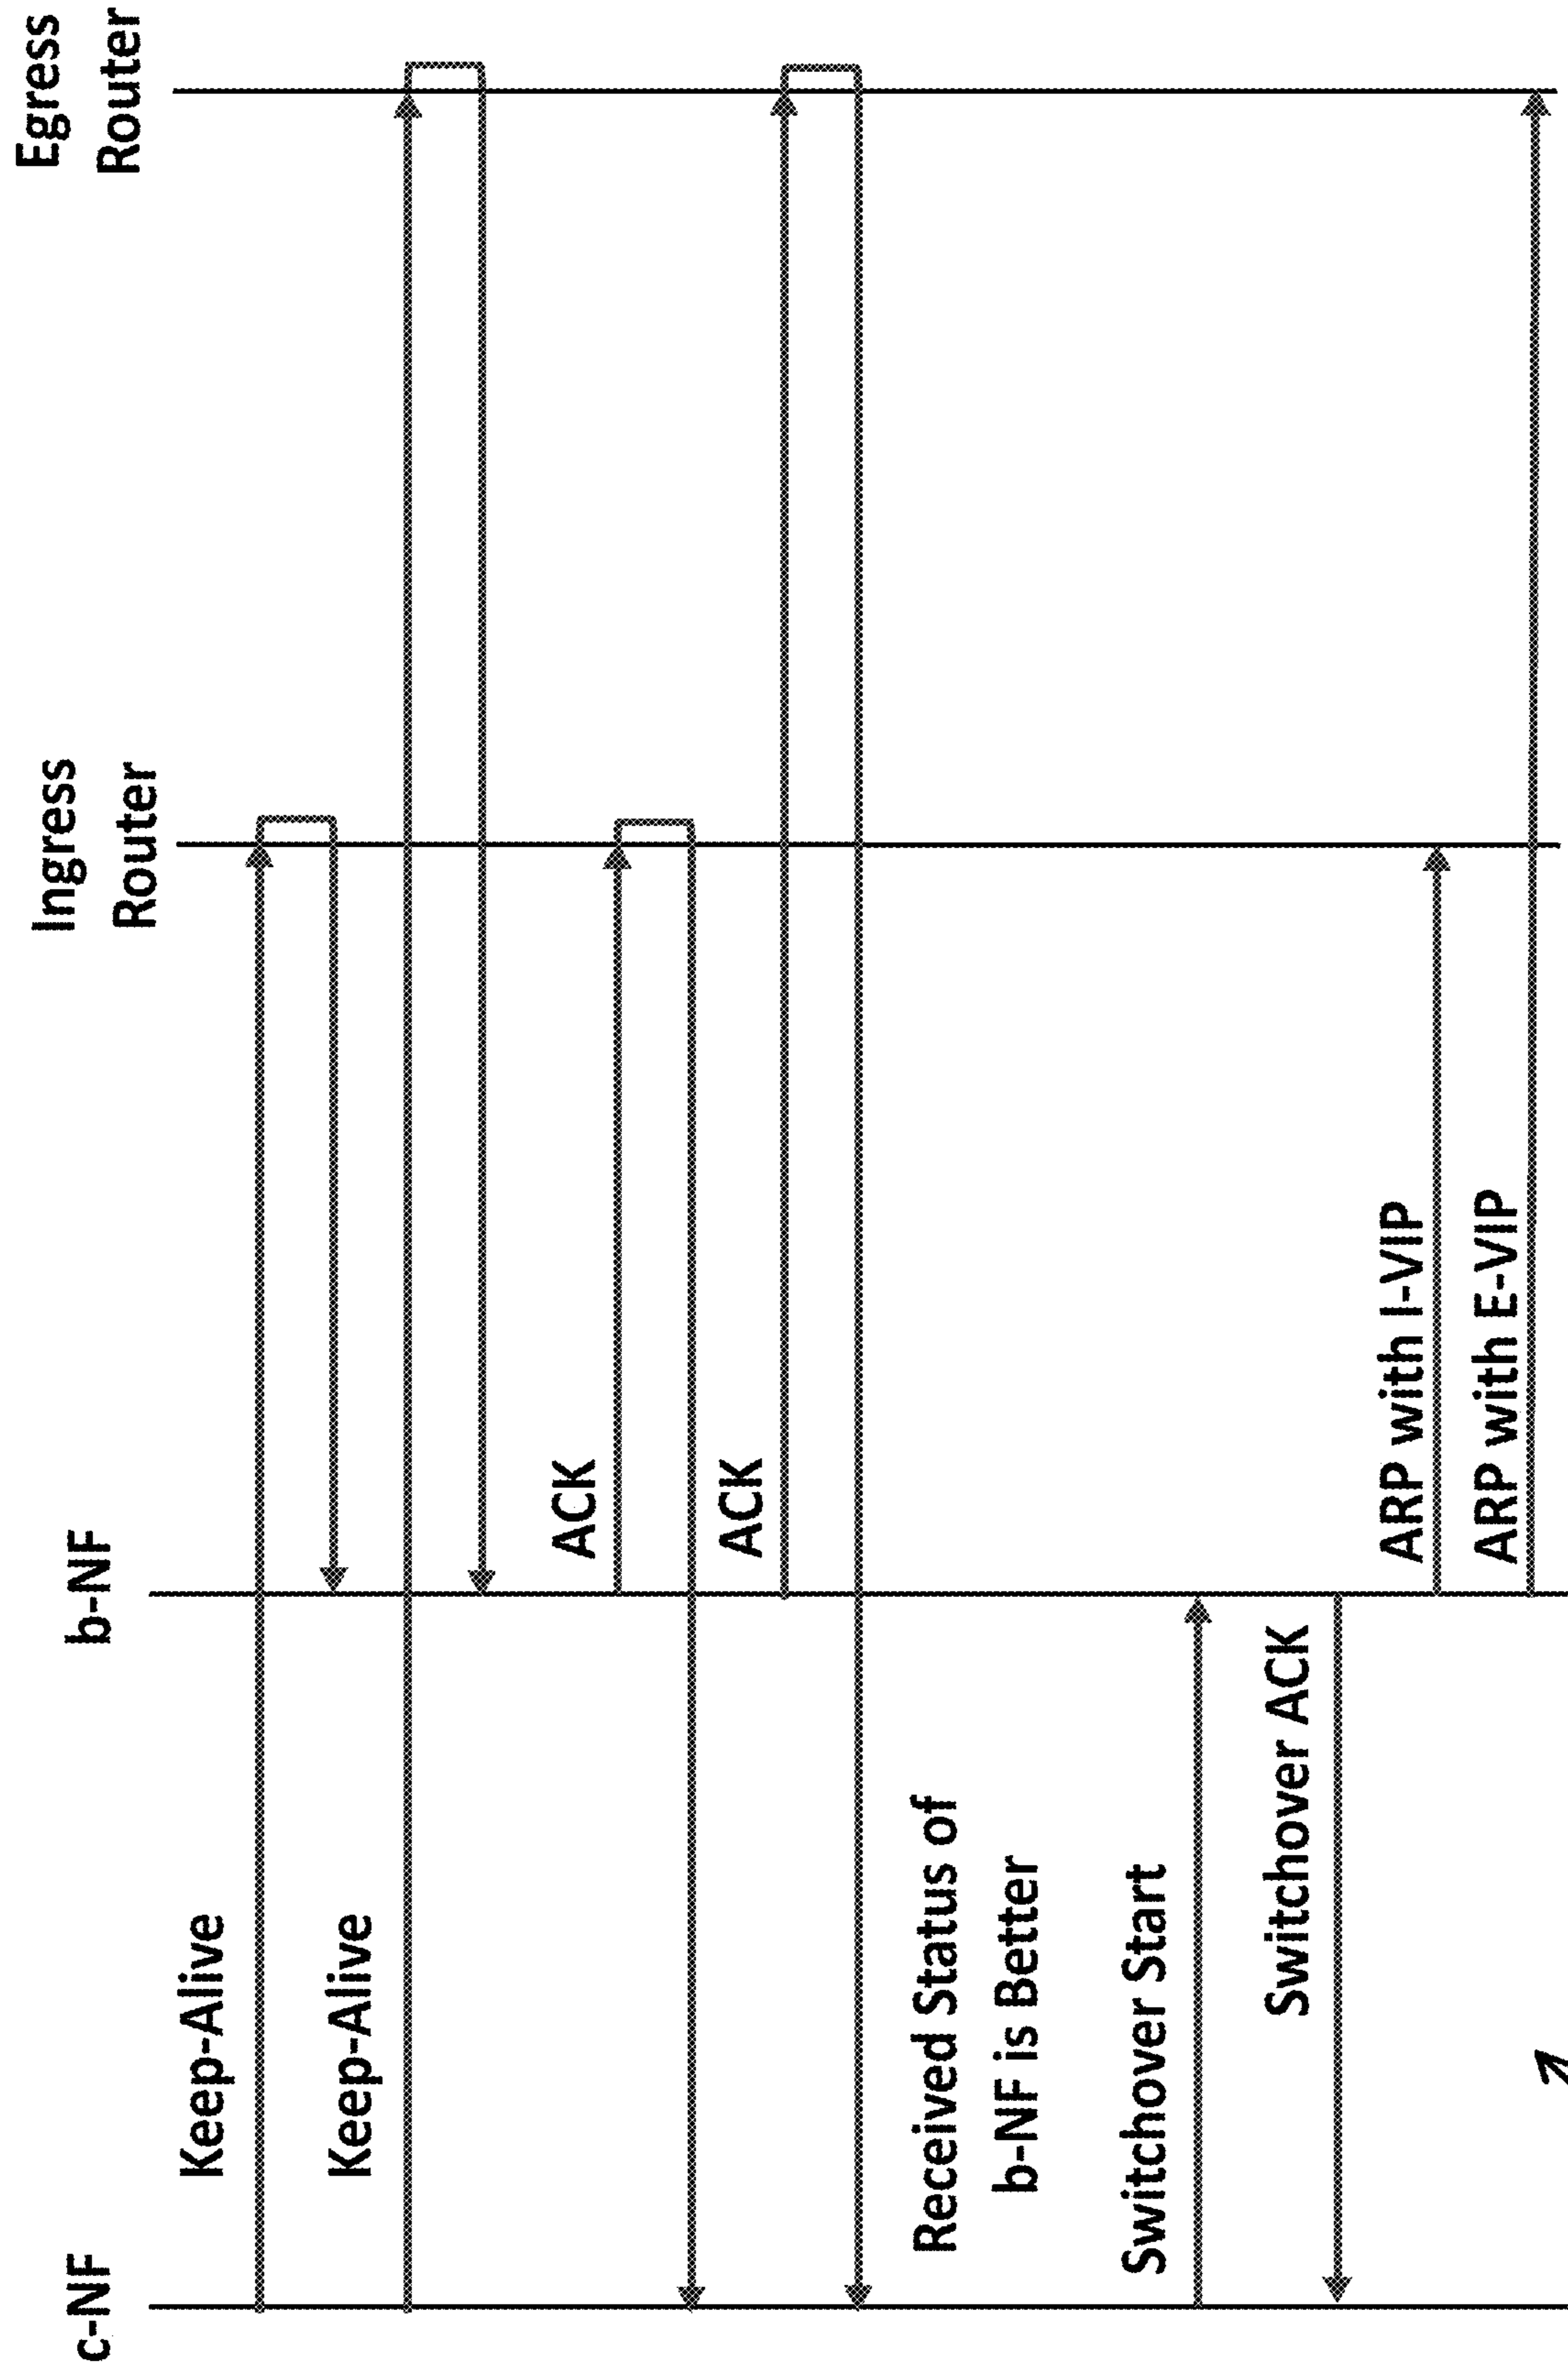 c-NF
b-NF
Ingress
Router
Egress
Router
Keep-Alive
Keep-Alive
ACK
ACK
Received Status of
b-NF is Better
Switchover Start
Switchover ACK
ARP with I-VIP
ARP with E-VIP